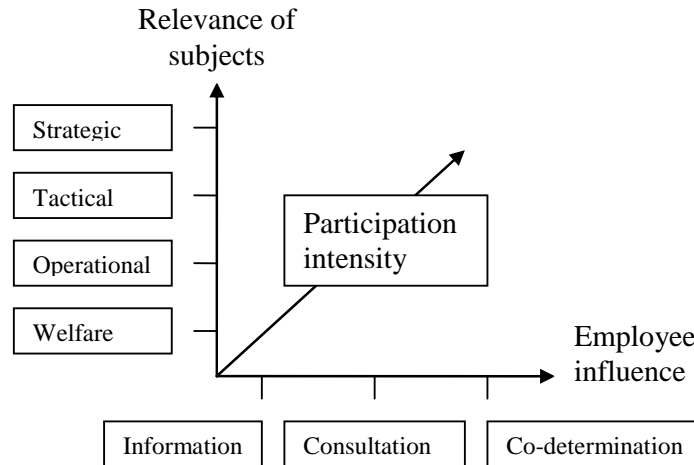 Relevance of
subjects
Strategic
Tactical
Participation
intensity
Operational
Welfare
Employee
influence
Information
Consultation
Co-determination